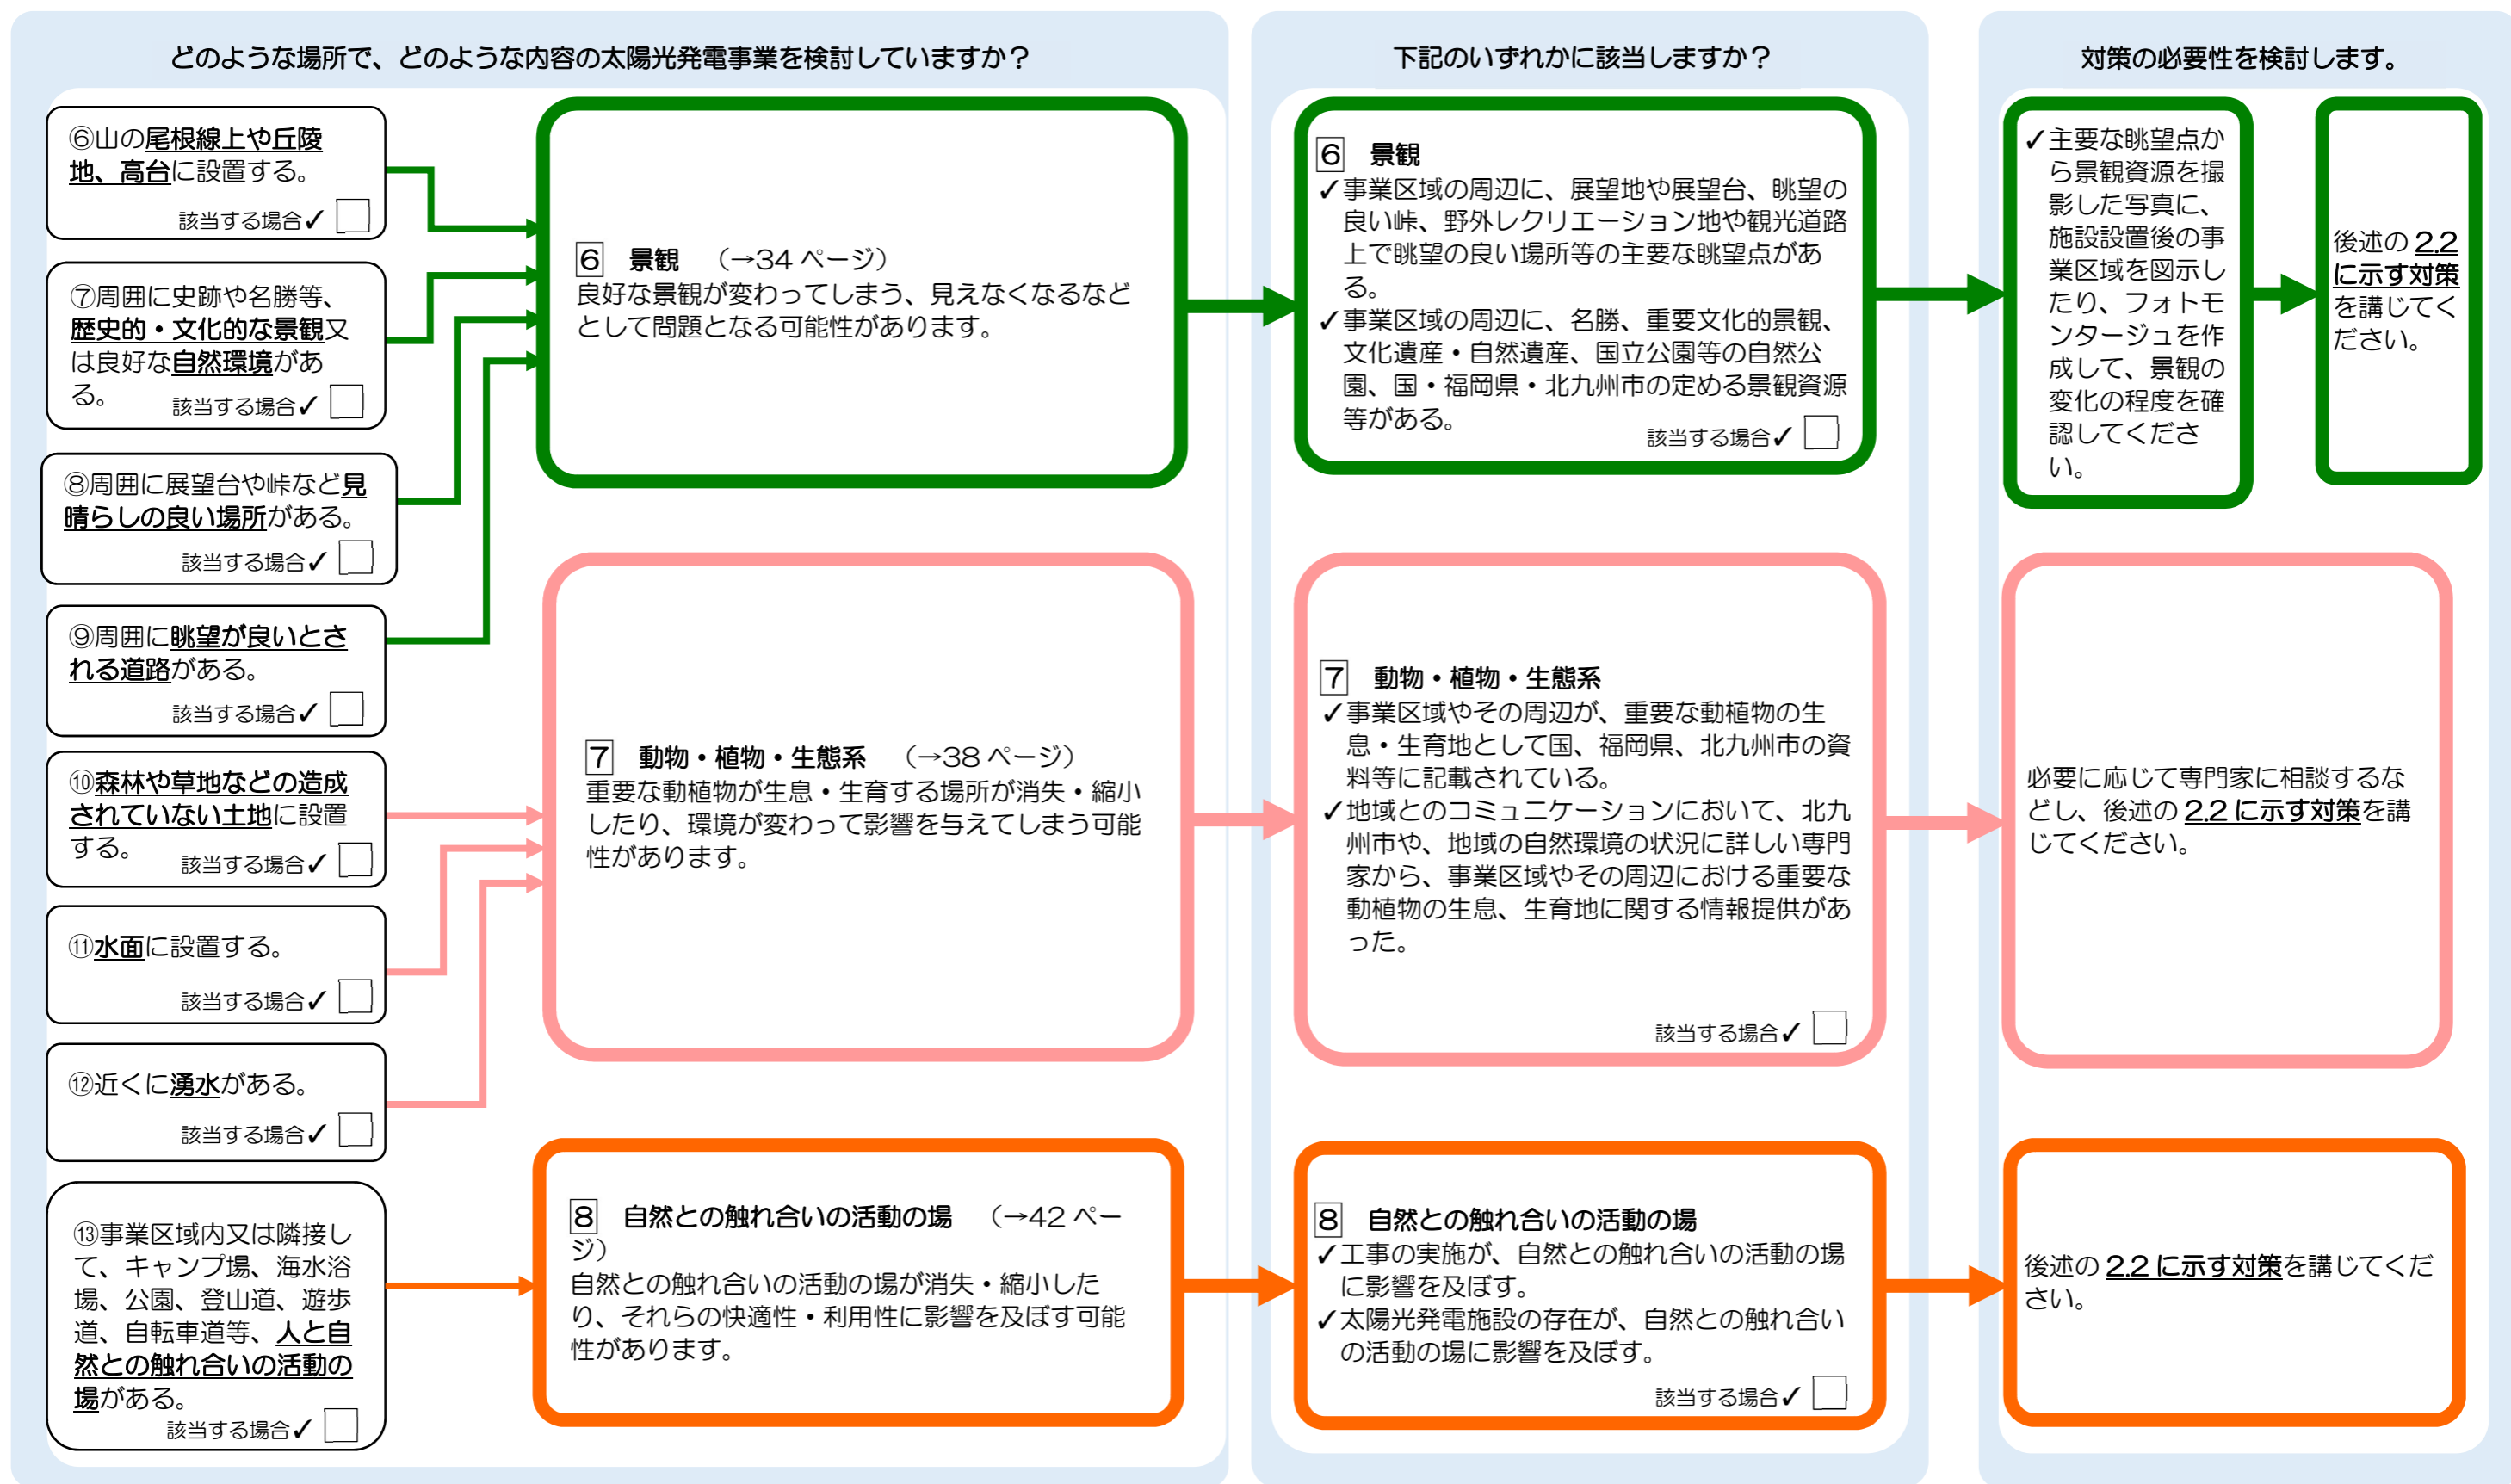 どのような場所で、どのような内容の太陽光発電事業を検討していますか？
⑥山の尾根線上や丘陵
地、高台に設置する。
該当する場合✓
⑦周囲に史跡や名勝等、
歴史的・文化的な景観又
は良好な自然環境があ
る。
該当する場合✓
⑧周囲に展望台や峠など見
晴らしの良い場所がある。
該当する場合✓
⑨周囲に眺望が良いとさ
れる道路がある。
該当する場合✓
⑩森林や草地などの造成
されていない土地に設置
する。
該当する場合✓
⑪水面に設置する。
該当する場合✓
⑫近くに湧水がある。
該当する場合✓
⑬事業区域内又は隣接し
て、キャンプ場、海水浴
場、公園、登山道、遊歩
道、自転車道等、人と自
然との触れ合いの活動の
場がある。
該当する場合✓
6 景観 （→34 ページ）
良好な景観が変わってしまう、見えなくなるなど
として問題となる可能性があります。
7 動物・植物・生態系 （→38 ページ）
重要な動植物が生息・生育する場所が消失・縮小
したり、環境が変わって影響を与えてしまう可能
性があります。
8 自然との触れ合いの活動の場 （→42 ペー
ジ）
自然との触れ合いの活動の場が消失・縮小した
り、それらの快適性・利用性に影響を及ぼす可能
性があります。
下記のいずれかに該当しますか？
6 景観
✓事業区域の周辺に、展望地や展望台、眺望の
良い峠、野外レクリエーション地や観光道路
上で眺望の良い場所等の主要な眺望点があ
る。
✓事業区域の周辺に、名勝、重要文化的景観、
文化遺産・自然遺産、国立公園等の自然公
園、国・福岡県・北九州市の定める景観資源
等がある。
該当する場合✓
7 動物・植物・生態系
✓事業区域やその周辺が、重要な動植物の生
息・生育地として国、福岡県、北九州市の資
料等に記載されている。
✓地域とのコミュニケーションにおいて、北九
州市や、地域の自然環境の状況に詳しい専門
家から、事業区域やその周辺における重要な
動植物の生息、生育地に関する情報提供があ
った。
該当する場合✓
8 自然との触れ合いの活動の場
✓工事の実施が、自然との触れ合いの活動の場
に影響を及ぼす。
✓太陽光発電施設の存在が、自然との触れ合い
の活動の場に影響を及ぼす。
該当する場合✓
対策の必要性を検討します。
✓主要な眺望点か
ら景観資源を撮
影した写真に、
施設設置後の事
業区域を図示し
たり、フォトモ
ンタージュを作
成して、景観の
変化の程度を確
認してくださ
い。
後述の 2.2
に示す対策
を講じてく
ださい。
必要に応じて専門家に相談するな
どし、後述の 2.2 に示す対策を講
じてください。
後述の 2.2 に示す対策を講じてくだ
さい。